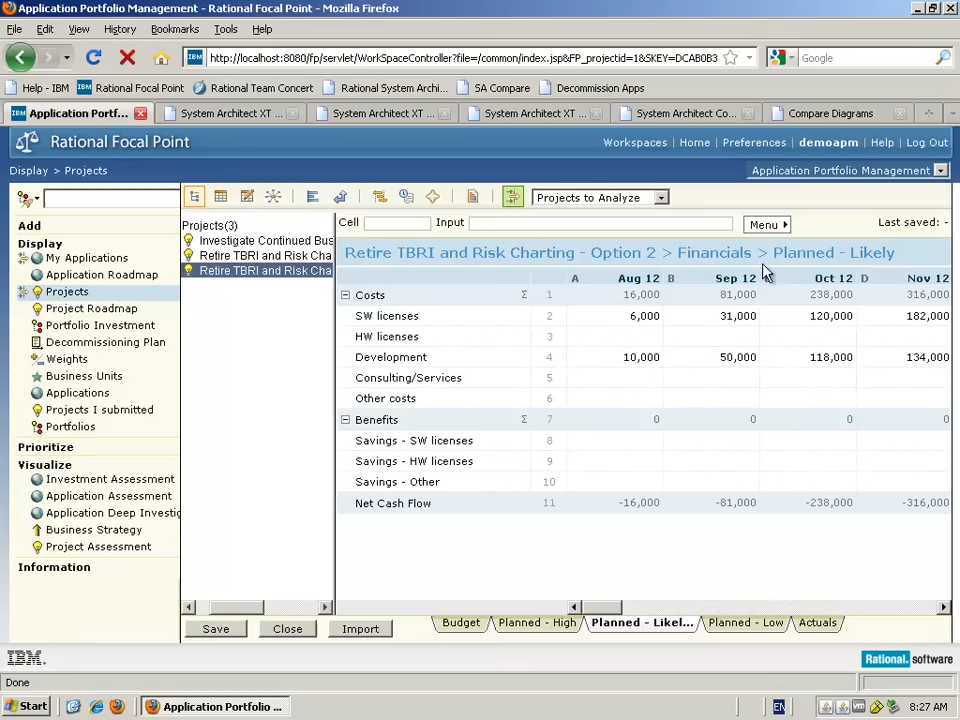 Application Portfolio Management - Rational Focal Point - Mozilla Firefox
File Edit View History Bookmarks Tools Help
IBM http://localhost:8080/fp/servlet/WorkSpaceController?file=/common/index.jsp&FP_projectid=1&SKEY=DCAB0B3 Google
Help - IBM Rational Focal Point Rational Team Concert Rational System Archi... SA Compare Decommission Apps
Application Portf... System Architect XT ... System Architect XT ... System Architect XT ... System Architect Co... Compare Diagrams
Rational Focal Point Workspaces | Home | Preferences | demoapm | Help | Log Out
Display > Projects Application Portfolio Management
Projects to Analyze
Add
Display
My Applications
Application Roadmap
Projects
Project Roadmap
Portfolio Investment
Decommissioning Plan
Weights
Business Units
Applications
Projects I submitted
Portfolios
Prioritize
Visualize
Investment Assessment
Application Assessment
Application Deep Investig
Business Strategy
Project Assessment
Information
Projects(3)
Investigate Continued Bus
Retire TBRI and Risk Cha
Retire TBRI and Risk Cha
Cell Input Menu Last saved: -
Retire TBRI and Risk Charting - Option 2 > Financials > Planned - Likely
A Aug 12 B Sep 12 Oct 12 D Nov 12
Costs Σ 1 16,000 81,000 238,000 316,000
SW licenses 2 6,000 31,000 120,000 182,000
HW licenses 3
Development 4 10,000 50,000 118,000 134,000
Consulting/Services 5
Other costs 6
Benefits Σ 7 0 0 0 0
Savings - SW licenses 8
Savings - HW licenses 9
Savings - Other 10
Net Cash Flow 11 -16,000 -81,000 -238,000 -316,000
Save Close Import Budget Planned - High Planned - Likel... Planned - Low Actuals
IBM. Rational. software
Done
Start Application Portfolio ... EN 8:27 AM